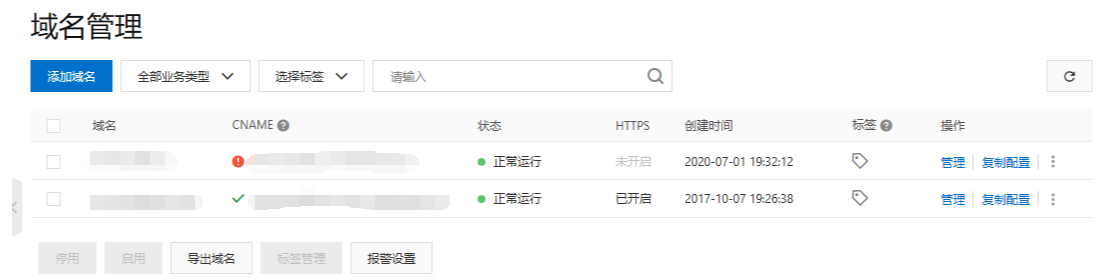 域名管理
添加域名 全部业务类型 选择标签 请输入
域名 CNAME 状态 HTTPS 创建时间 标签 操作
正常运行 未开启 2020-07-01 19:32:12 管理 复制配置
正常运行 已开启 2017-10-07 19:26:38 管理 复制配置
停用 启用 导出域名 标签管理 报警设置